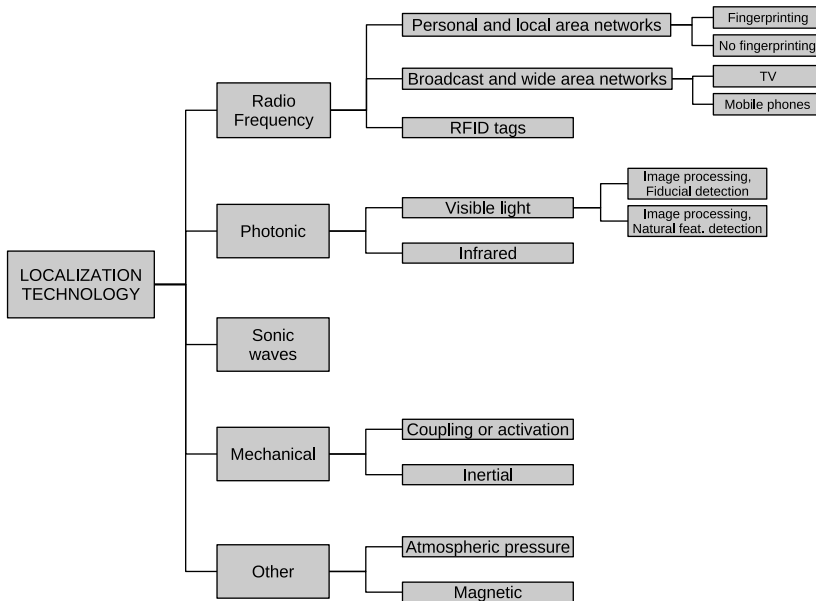 Personal and local area networks
Fingerprinting
No fingerprinting
Radio
Frequency
Broadcast and wide area networks
TV
Mobile phones
RFID tags
Photonic
Visible light
Image processing,
Fiducial detection
Image processing,
Natural feat. detection
Infrared
LOCALIZATION
TECHNOLOGY
Sonic
waves
Mechanical
Coupling or activation
Inertial
Other
Atmospheric pressure
Magnetic